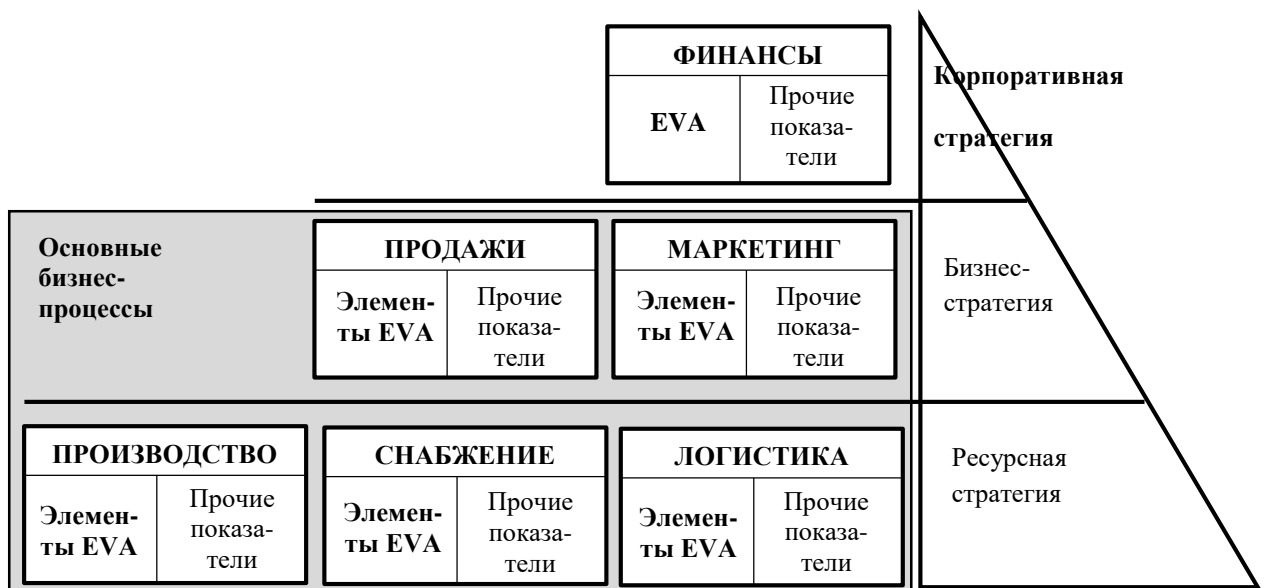 ФИНАНСЫ
EVA
Прочие
показа-
тели
Корпоративная
стратегия
Основные
бизнес-
процессы
ПРОДАЖИ
Элемен-
ты EVA
Прочие
показа-
тели
МАРКЕТИНГ
Элемен-
ты EVA
Прочие
показа-
тели
Бизнес-
стратегия
ПРОИЗВОДСТВО
Элемен-
ты EVA
Прочие
показа-
тели
СНАБЖЕНИЕ
Элемен-
ты EVA
Прочие
показа-
тели
ЛОГИСТИКА
Элемен-
ты EVA
Прочие
показа-
тели
Ресурсная
стратегия